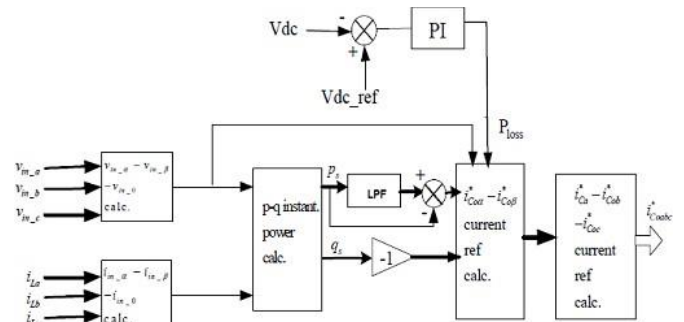 Vdc
-
+
PI
Vdc_ref
P_loss
v_in_a
v_in_b
v_in_c
v_in_α − v_in_β
−v_in_0
calc.
p-q instant.
power
calc.
p_s
LPF
+
-
q_s
-1
i*_Coα − i*_Coβ
current
ref
calc.
i*_Ca − i*_Cob
−i*_Coc
current
ref
calc.
i*_Coabc
i_La
i_Lb
i_in_α − i_in_β
−i_in_0
calc.